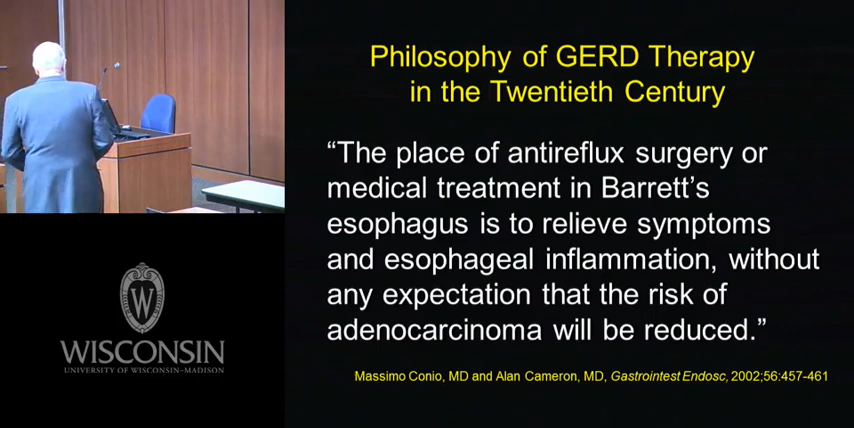 Philosophy of GERD Therapy
in the Twentieth Century
“The place of antireflux surgery or
medical treatment in Barrett’s
esophagus is to relieve symptoms
and esophageal inflammation, without
any expectation that the risk of
adenocarcinoma will be reduced.”
Massimo Conio, MD and Alan Cameron, MD, Gastrointest Endosc, 2002;56:457-461
W
WISCONSIN
UNIVERSITY OF WISCONSIN–MADISON